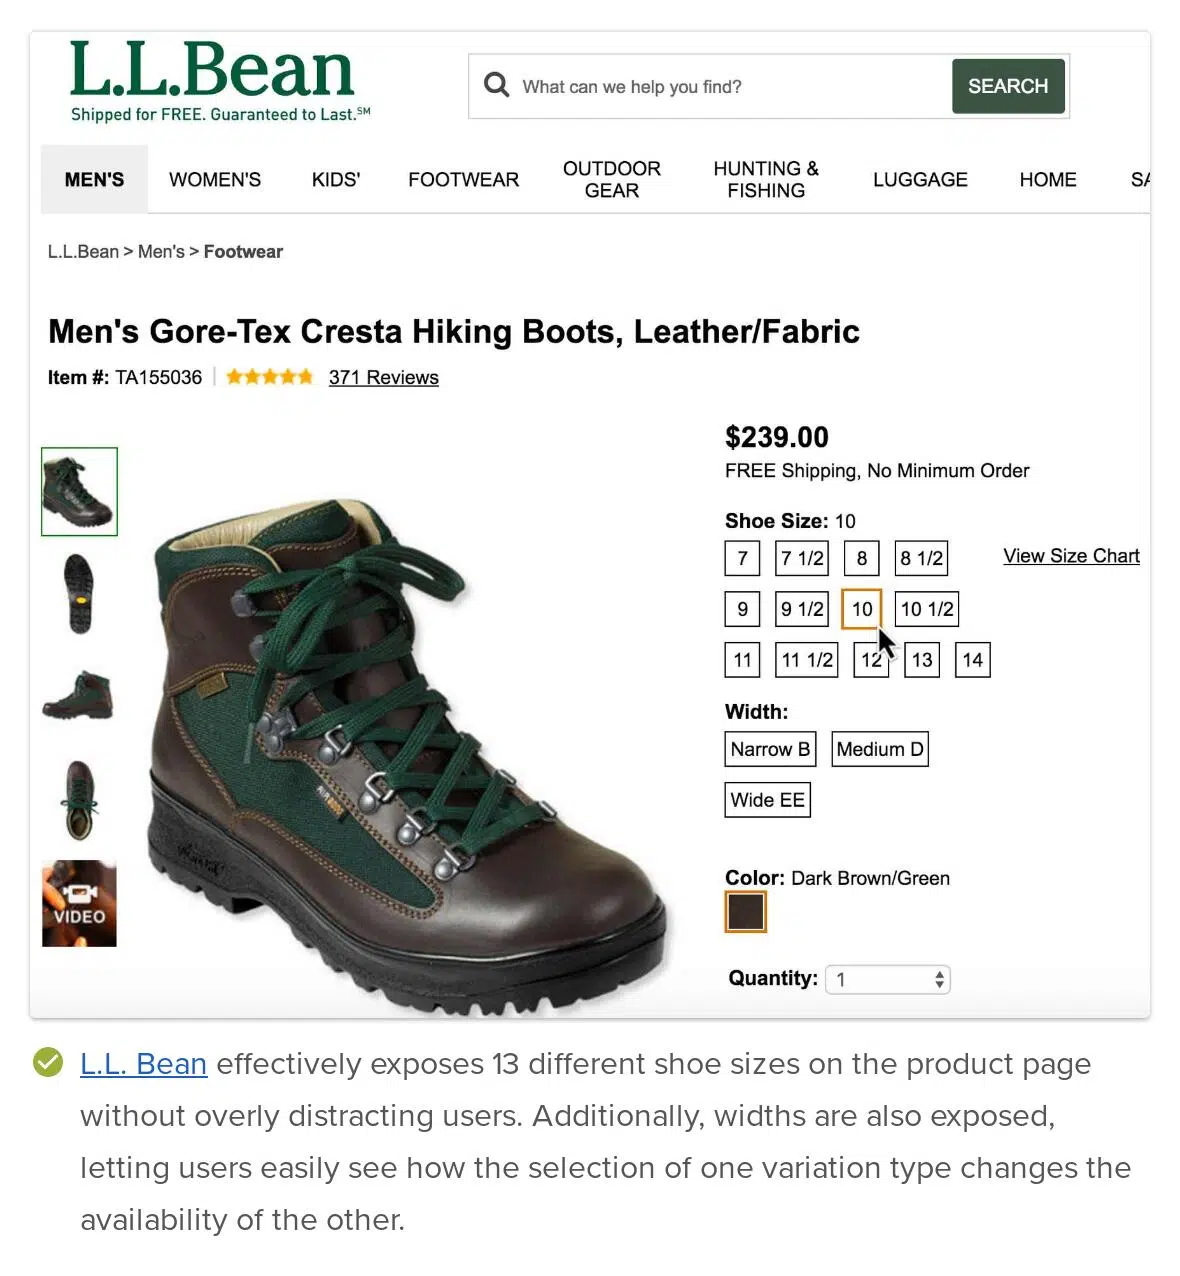 L.L.Bean
Shipped for FREE. Guaranteed to Last.℠
What can we help you find?
SEARCH
MEN'S
WOMEN'S
KIDS'
FOOTWEAR
OUTDOOR
GEAR
HUNTING &
FISHING
LUGGAGE
HOME
SA
L.L.Bean > Men's > Footwear
Men's Gore-Tex Cresta Hiking Boots, Leather/Fabric
Item #: TA155036
371 Reviews
$239.00
FREE Shipping, No Minimum Order
Shoe Size: 10
7 7 1/2 8 8 1/2
View Size Chart
9 9 1/2 10 10 1/2
11 11 1/2 12 13 14
Width:
Narrow B Medium D
Wide EE
Color: Dark Brown/Green
VIDEO
Quantity: 1
L.L. Bean effectively exposes 13 different shoe sizes on the product page
without overly distracting users. Additionally, widths are also exposed,
letting users easily see how the selection of one variation type changes the
availability of the other.